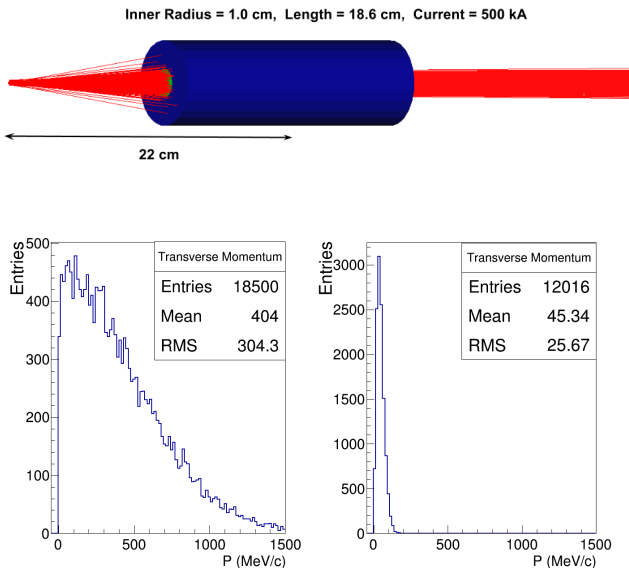 Inner Radius = 1.0 cm, Length = 18.6 cm, Current = 500 kA
22 cm
Entries
500
400
300
200
100
0
0 500 1000 1500
P (MeV/c)
Transverse Momentum
Entries 18500
Mean 404
RMS 304.3
Entries
3000
2500
2000
1500
1000
500
0
0 500 1000 1500
P (MeV/c)
Transverse Momentum
Entries 12016
Mean 45.34
RMS 25.67